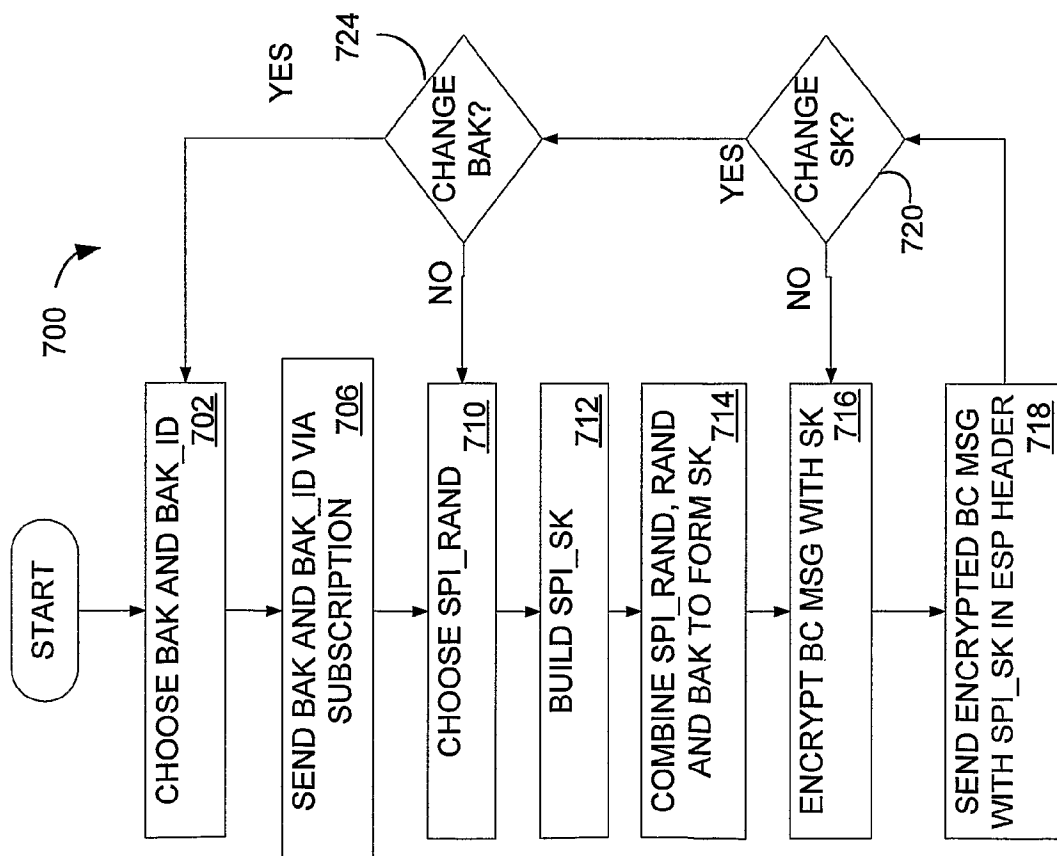 700
START
CHOOSE BAK AND BAK_ID
702
SEND BAK AND BAK_ID VIA
SUBSCRIPTION
706
CHOOSE SPI_RAND
710
BUILD SPI_SK
712
COMBINE SPI_RAND, RAND
AND BAK TO FORM SK
714
ENCRYPT BC MSG WITH SK
716
SEND ENCRYPTED BC MSG
WITH SPI_SK IN ESP HEADER
718
CHANGE
SK?
720
NO
YES
CHANGE
BAK?
724
NO
YES